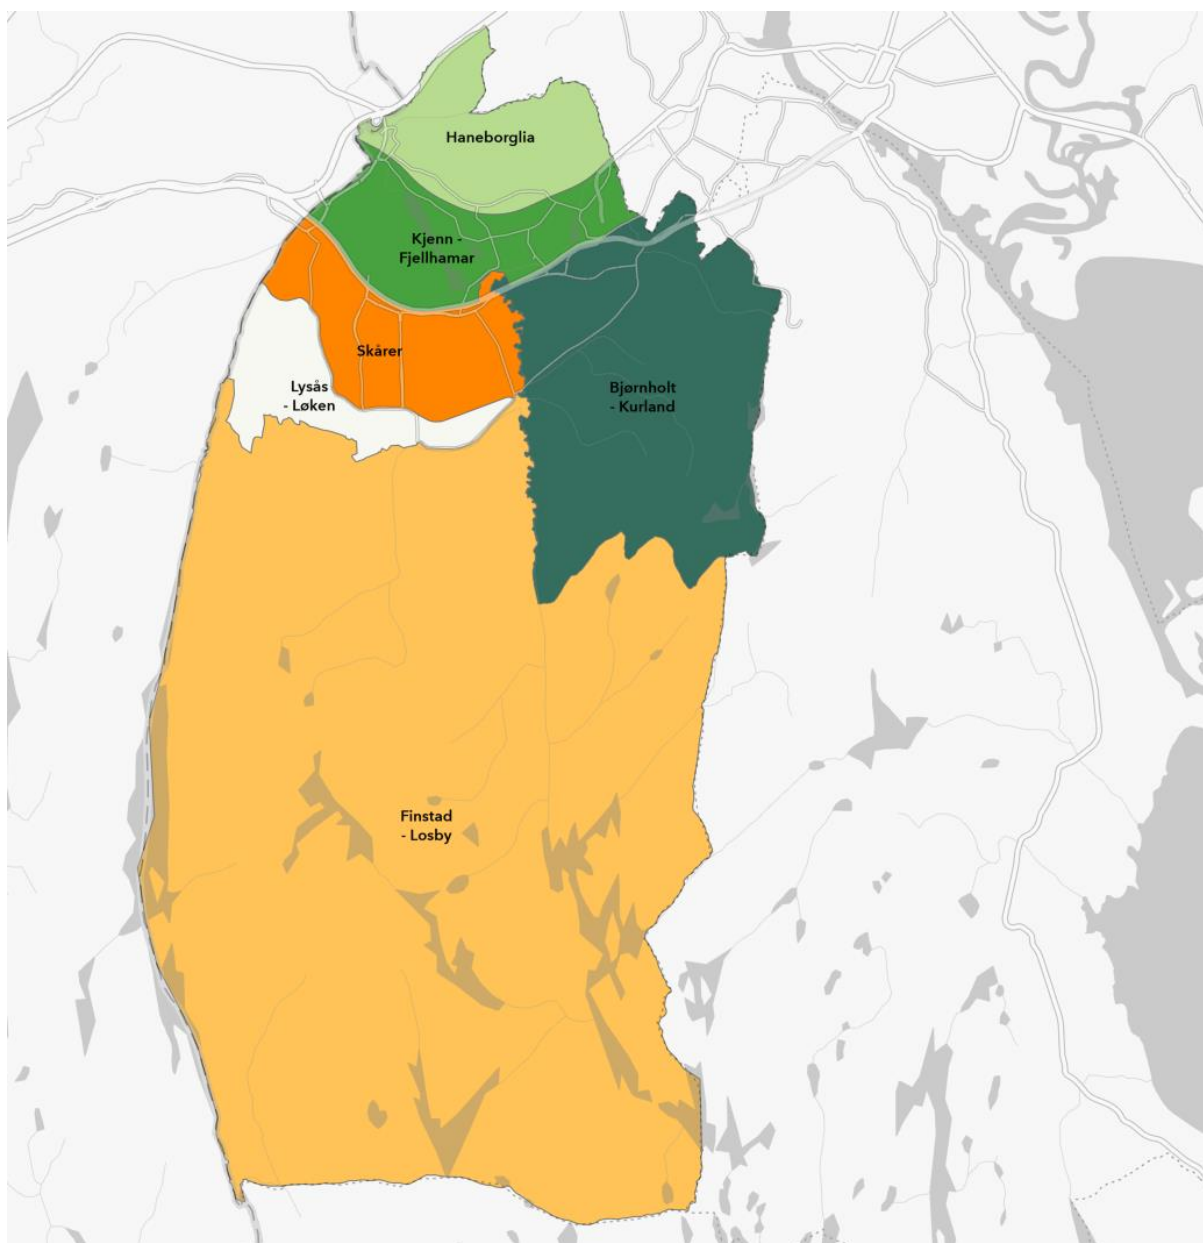 Haneborglia
Kjenn -
Fjellhamar
Skårer
Lysås
- Løken
Bjørnholt
- Kurland
Finstad
- Losby